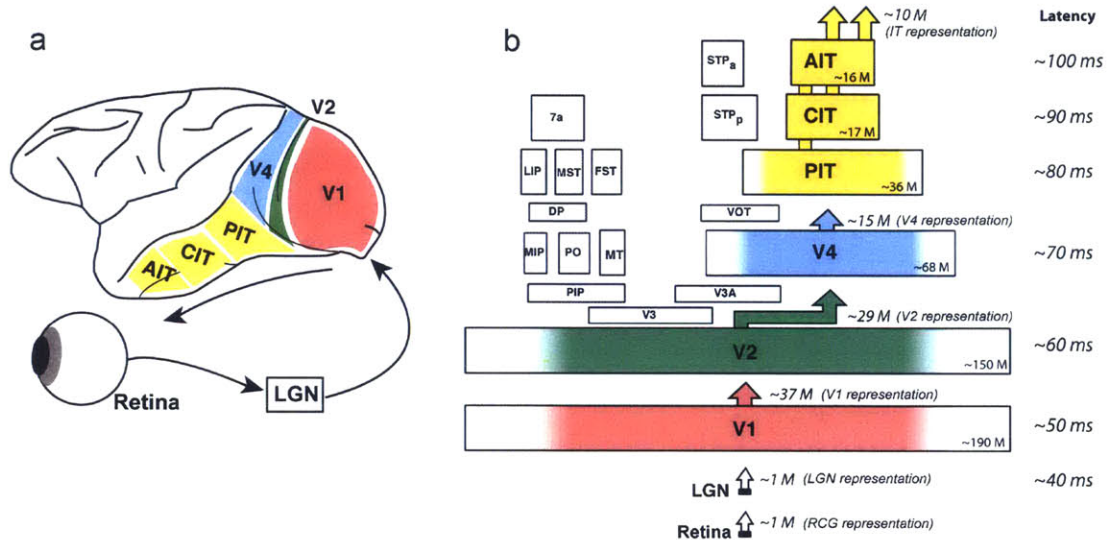 a
V2
V4
V1
PIT
CIT
AIT
Retina
LGN
b
Latency
~10 M
(IT representation)
STPa
AIT
~16 M
~100 ms
7a
STPp
CIT
~17 M
~90 ms
LIP MST FST
PIT
~36 M
~80 ms
DP
VOT
~15 M (V4 representation)
MIP PO MT
V4
~68 M
~70 ms
PIP
V3A
V3
~29 M (V2 representation)
V2
~150 M
~60 ms
~37 M (V1 representation)
V1
~190 M
~50 ms
LGN ~1 M (LGN representation)
~40 ms
Retina ~1 M (RCG representation)